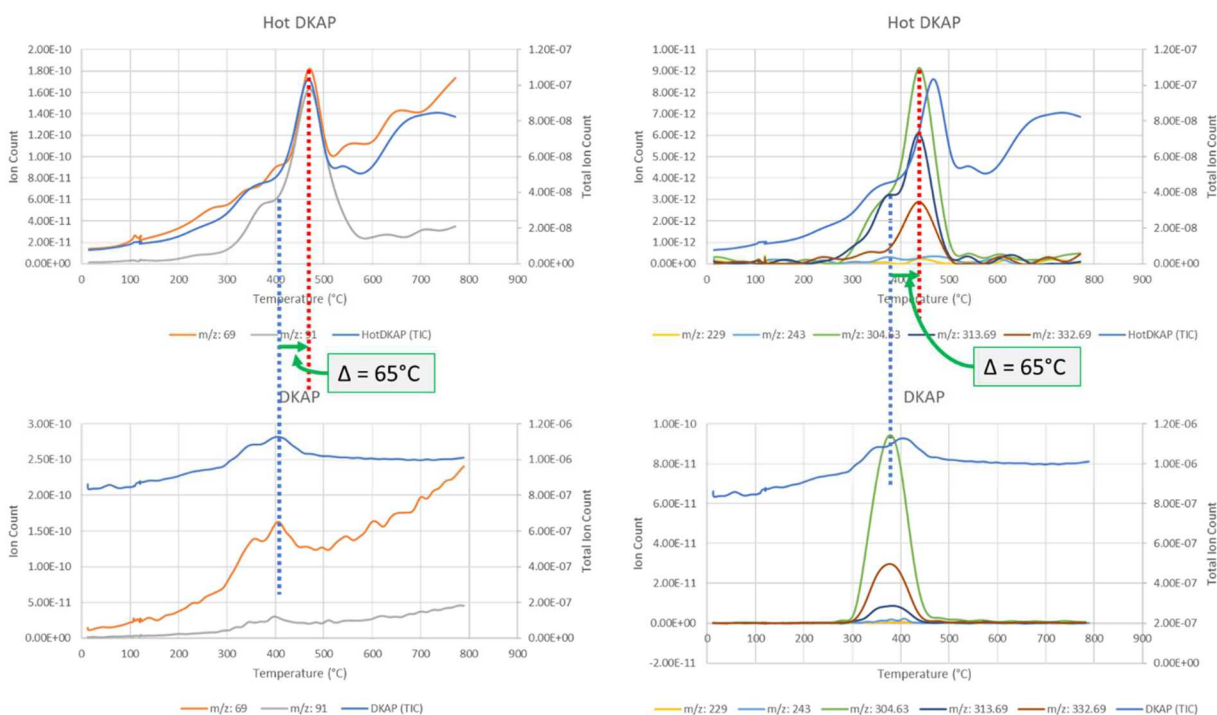 Hot DKAP
2.00E-10
1.80E-10
1.60E-10
1.40E-10
1.20E-10
1.00E-10
8.00E-11
6.00E-11
4.00E-11
2.00E-11
0.00E+00
Ion Count
1.20E-07
1.00E-07
8.00E-08
6.00E-08
4.00E-08
2.00E-08
0.00E+00
Total Ion Count
0 100 200 300 400 500 600 700 800 900
Temperature (°C)
m/z: 69 m/z: 91 HotDKAP (TIC)
Δ = 65°C
Hot DKAP
1.00E-11
9.00E-12
8.00E-12
7.00E-12
6.00E-12
5.00E-12
4.00E-12
3.00E-12
2.00E-12
1.00E-12
0.00E+00
Ion Count
1.20E-07
1.00E-07
8.00E-08
6.00E-08
4.00E-08
2.00E-08
0.00E+00
Total Ion Count
0 100 200 300 400 500 600 700 800 900
Temperature (°C)
m/z: 229 m/z: 243 m/z: 304.63 m/z: 313.69 m/z: 332.69 HotDKAP (TIC)
Δ = 65°C
DKAP
3.00E-10
2.50E-10
2.00E-10
1.50E-10
1.00E-10
5.00E-11
0.00E+00
Ion Count
1.20E-06
1.00E-06
8.00E-07
6.00E-07
4.00E-07
2.00E-07
0.00E+00
Total Ion Count
0 100 200 300 400 500 600 700 800 900
Temperature (°C)
m/z: 69 m/z: 91 DKAP (TIC)
DKAP
1.00E-10
8.00E-11
6.00E-11
4.00E-11
2.00E-11
0.00E+00
-2.00E-11
Ion Count
1.20E-06
1.00E-06
8.00E-07
6.00E-07
4.00E-07
2.00E-07
0.00E+00
Total Ion Count
0 100 200 300 400 500 600 700 800 900
Temperature (°C)
m/z: 229 m/z: 243 m/z: 304.63 m/z: 313.69 m/z: 332.69 DKAP (TIC)